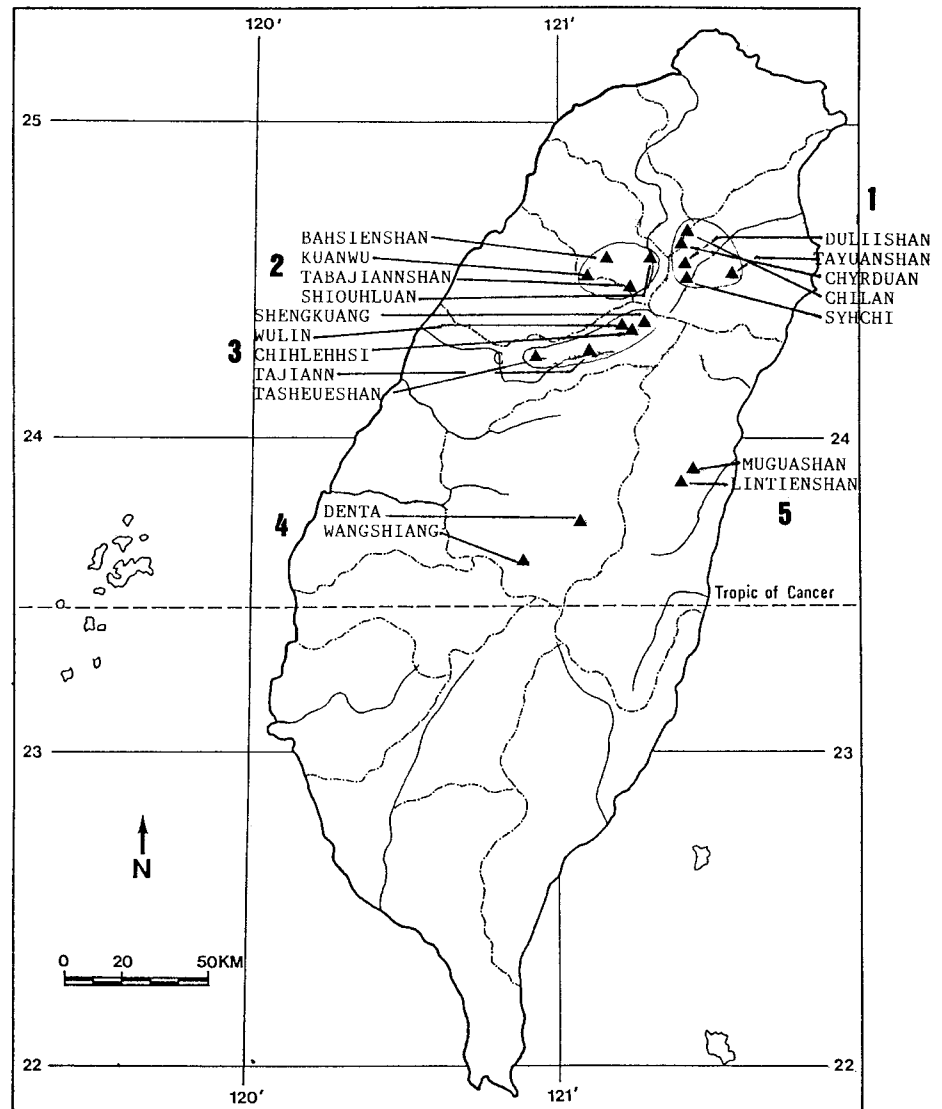 120′ 121′
25
1
DULIISHAN
TAYUANSHAN
CHYRDUAN
CHILAN
SYHCHI
2
BAHSIENSHAN
KUANWU
TABAJIANNSHAN
SHIOUHLUAN
3
SHENGKUANG
WULIN
CHIHLEHHSI
TAJIANN
TASHEUESHAN
24 24
MUGUASHAN
LINTIENSHAN
5
4
DENTA
WANGSHIANG
Tropic of Cancer
23 23
N
0 20 50KM
22 22
120′ 121′